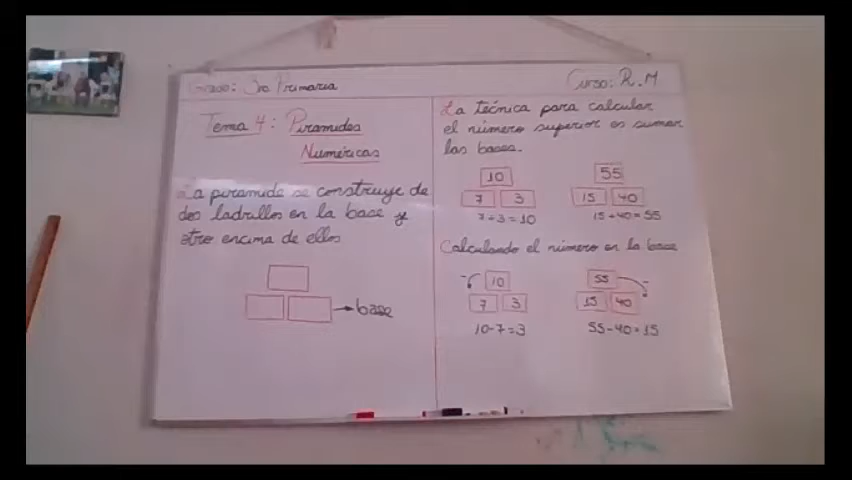 Grado: 3ro Primaria
Curso: R.M
Tema 4: Piramides
Numéricas
La piramide se construye de
dos ladrillos en la base y
otro encima de ellos
base
La técnica para calcular
el número superior es sumar
las bases.
10
7 3
7+3=10
55
15 40
15+40=55
Calculando el número en la base
- 10
7 3
10-7=3
55 -
15 40
55-40=15